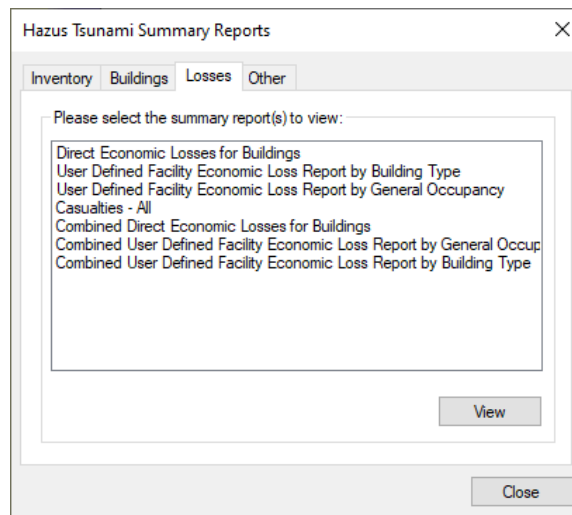 Hazus Tsunami Summary Reports
Inventory Buildings Losses Other
Please select the summary report(s) to view:
Direct Economic Losses for Buildings
User Defined Facility Economic Loss Report by Building Type
User Defined Facility Economic Loss Report by General Occupancy
Casualties - All
Combined Direct Economic Losses for Buildings
Combined User Defined Facility Economic Loss Report by General Occup
Combined User Defined Facility Economic Loss Report by Building Type
View
Close